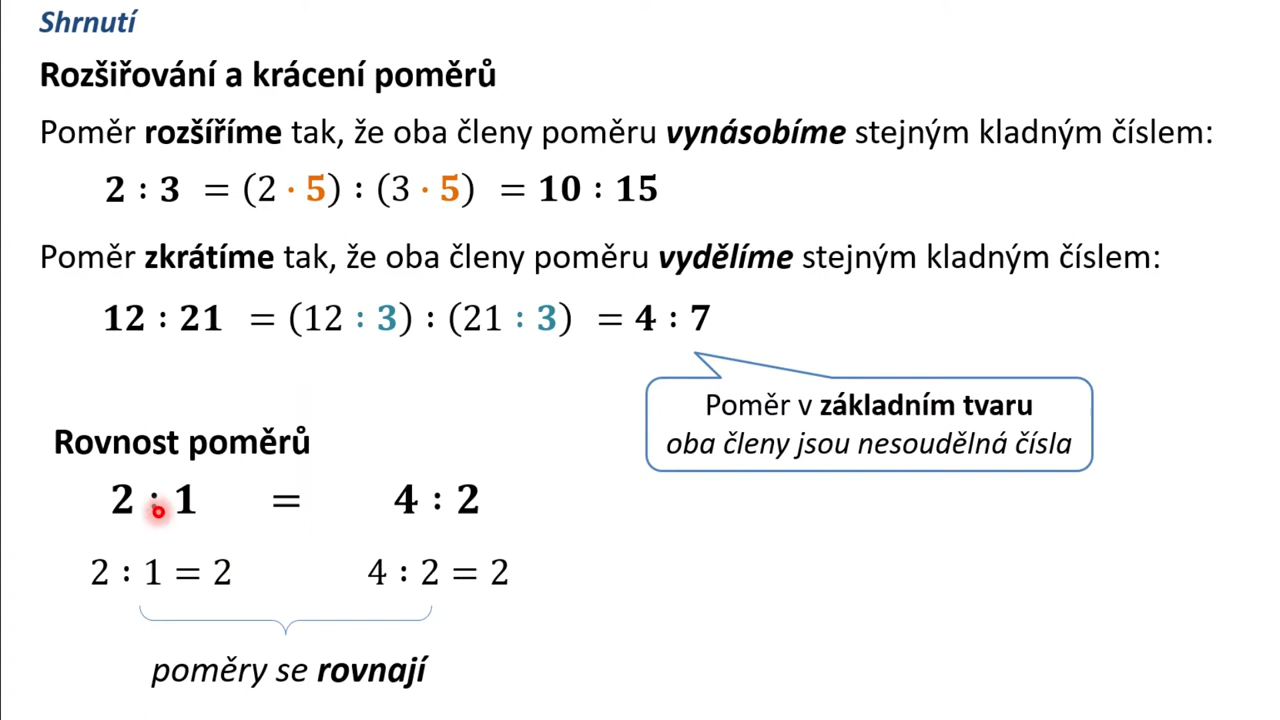 Shrnutí
Rozšiřování a krácení poměrů
Poměr rozšíříme tak, že oba členy poměru vynásobíme stejným kladným číslem:
2 : 3 = (2 · 5) : (3 · 5) = 10 : 15
Poměr zkrátíme tak, že oba členy poměru vydělíme stejným kladným číslem:
12 : 21 = (12 : 3) : (21 : 3) = 4 : 7
Poměr v základním tvaru
oba členy jsou nesoudělná čísla
Rovnost poměrů
2 : 1 = 4 : 2
2 : 1 = 2 4 : 2 = 2
poměry se rovnají